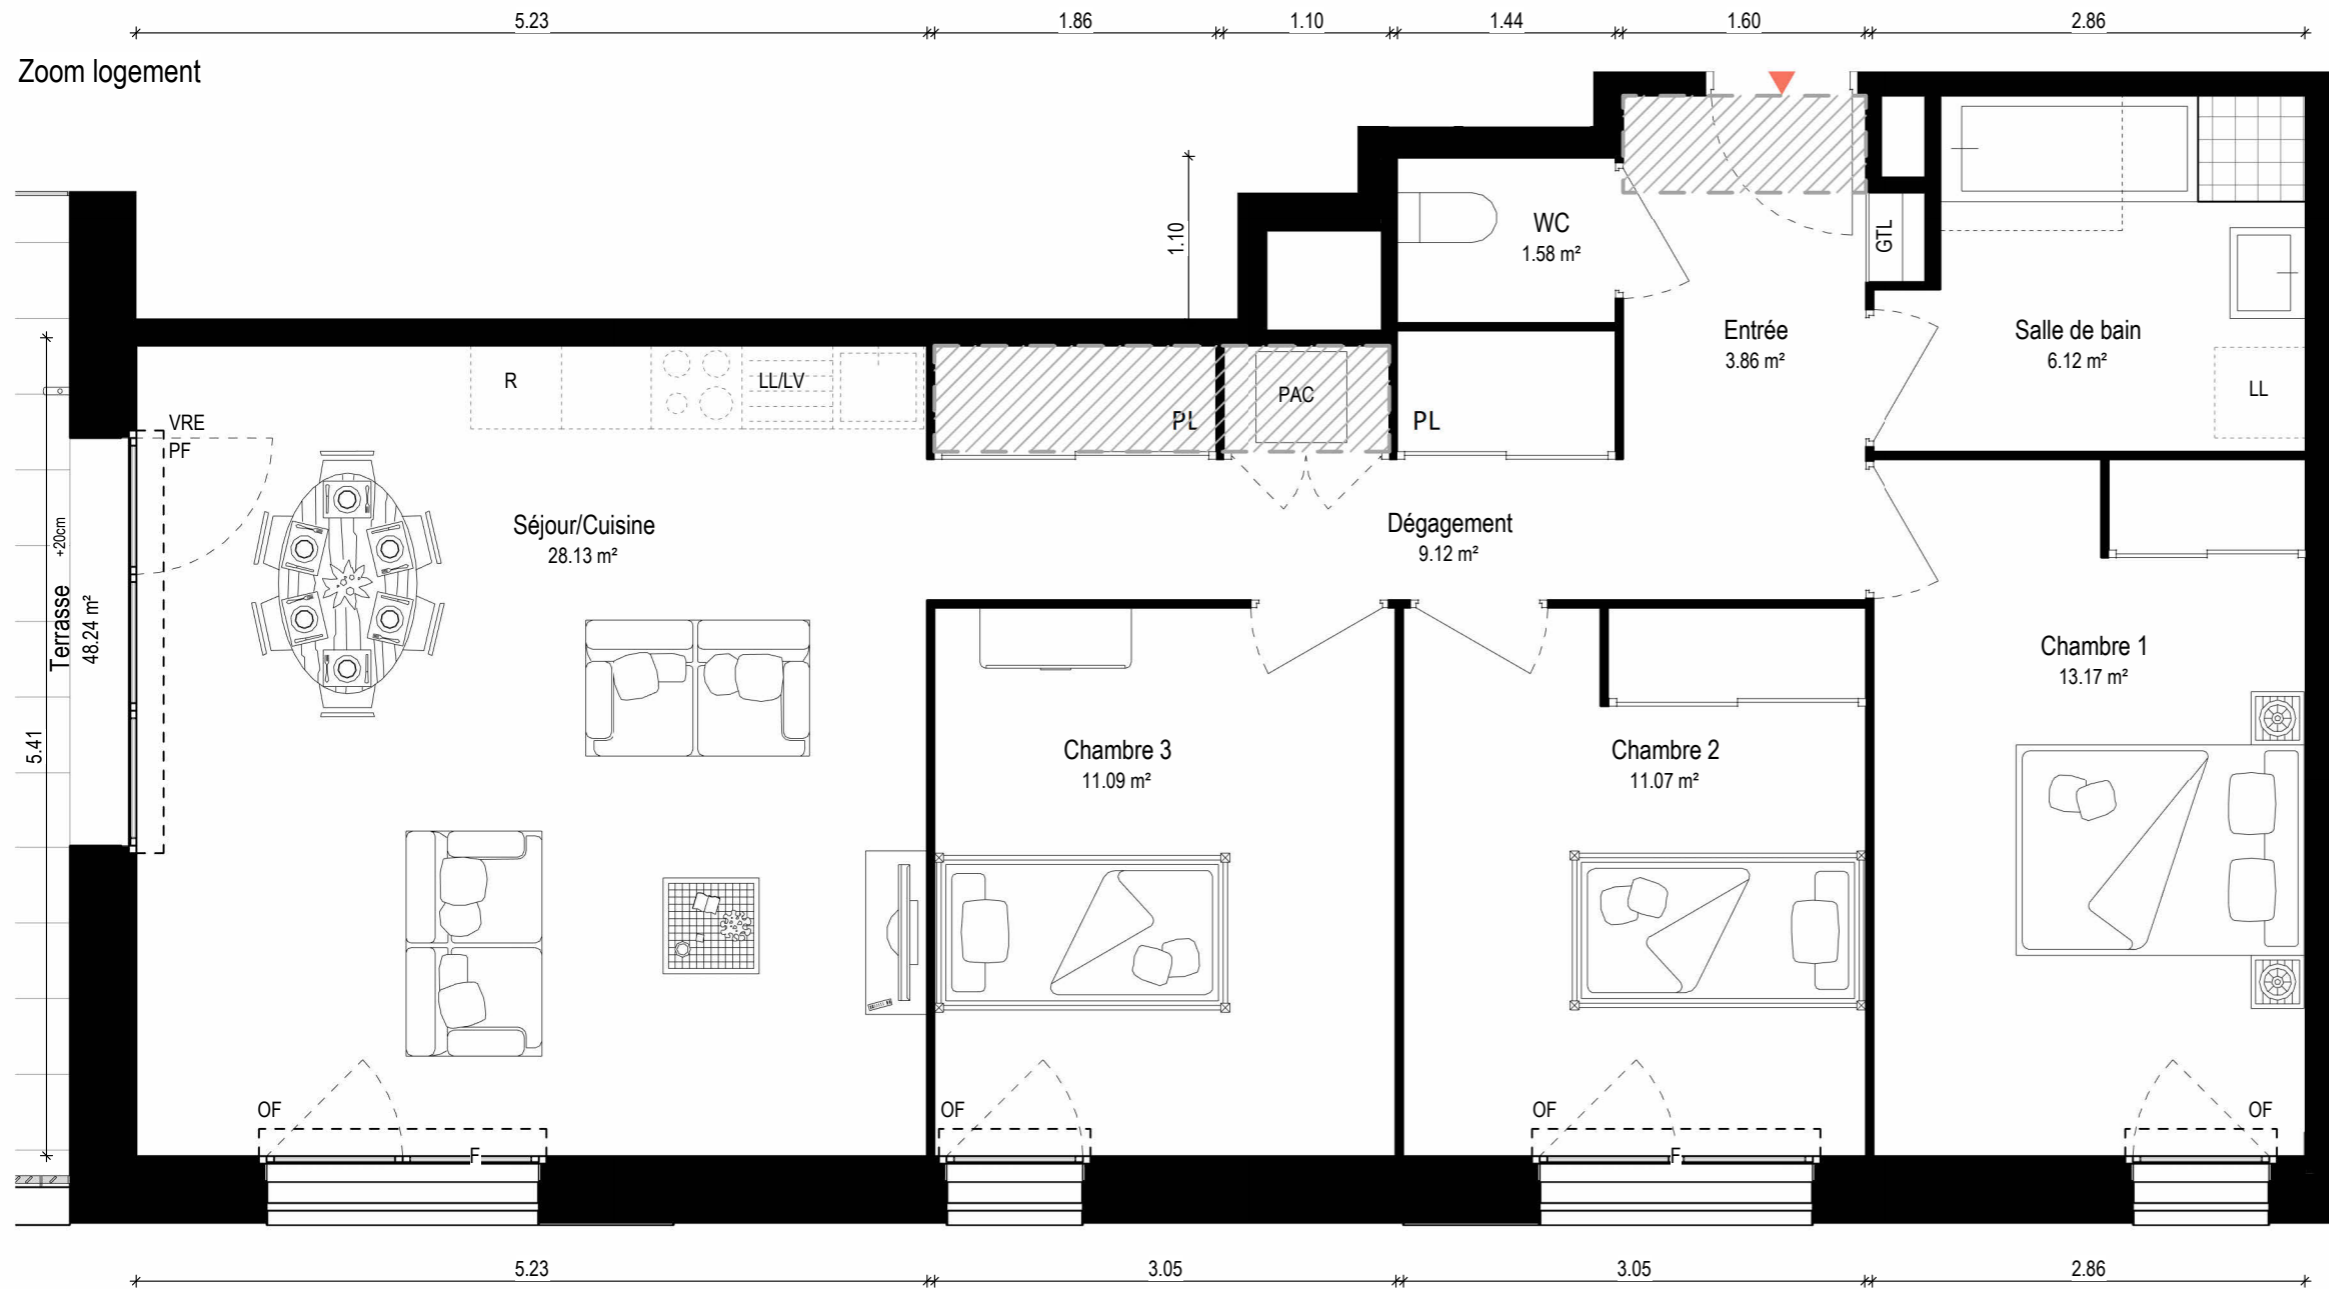 5.23
1.86
1.10
1.44
1.60
2.86
Zoom logement
1.10
WC
1.58 m²
GTL
Entrée
3.86 m²
Salle de bain
6.12 m²
LL
R
LL/LV
PL
PAC
PL
VRE
PF
Séjour/Cuisine
28.13 m²
Dégagement
9.12 m²
+20cm
Terrasse
48.24 m²
5.41
Chambre 1
13.17 m²
Chambre 3
11.09 m²
Chambre 2
11.07 m²
OF
F
OF
OF
F
OF
5.23
3.05
3.05
2.86